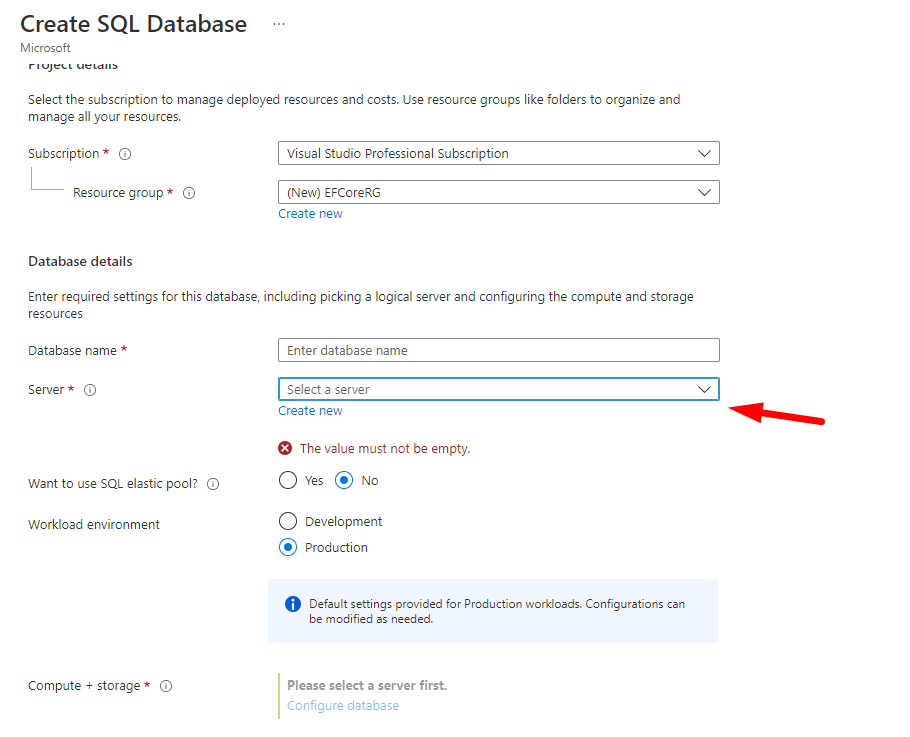 Create SQL Database ...
Microsoft
Project details
Select the subscription to manage deployed resources and costs. Use resource groups like folders to organize and
manage all your resources.
Subscription *
Visual Studio Professional Subscription
Resource group *
(New) EFCoreRG
Create new
Database details
Enter required settings for this database, including picking a logical server and configuring the compute and storage
resources
Database name *
Enter database name
Server *
Select a server
Create new
The value must not be empty.
Want to use SQL elastic pool?
Yes
No
Workload environment
Development
Production
Default settings provided for Production workloads. Configurations can
be modified as needed.
Compute + storage *
Please select a server first.
Configure database